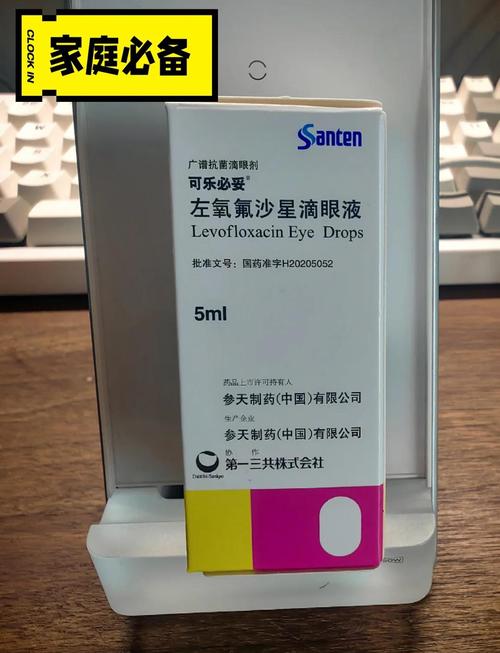 CLOCK IN
家庭必备
Santen
广谱抗菌滴眼剂
可乐必妥®
左氧氟沙星滴眼液
Levofloxacin Eye Drops
批准文号：国药准字H20205052
5ml
药品上市许可持有人
参天制药(中国)有限公司
生产企业
参天制药(中国)有限公司
协作
第一三共株式会社
Daiichi-Sankyo